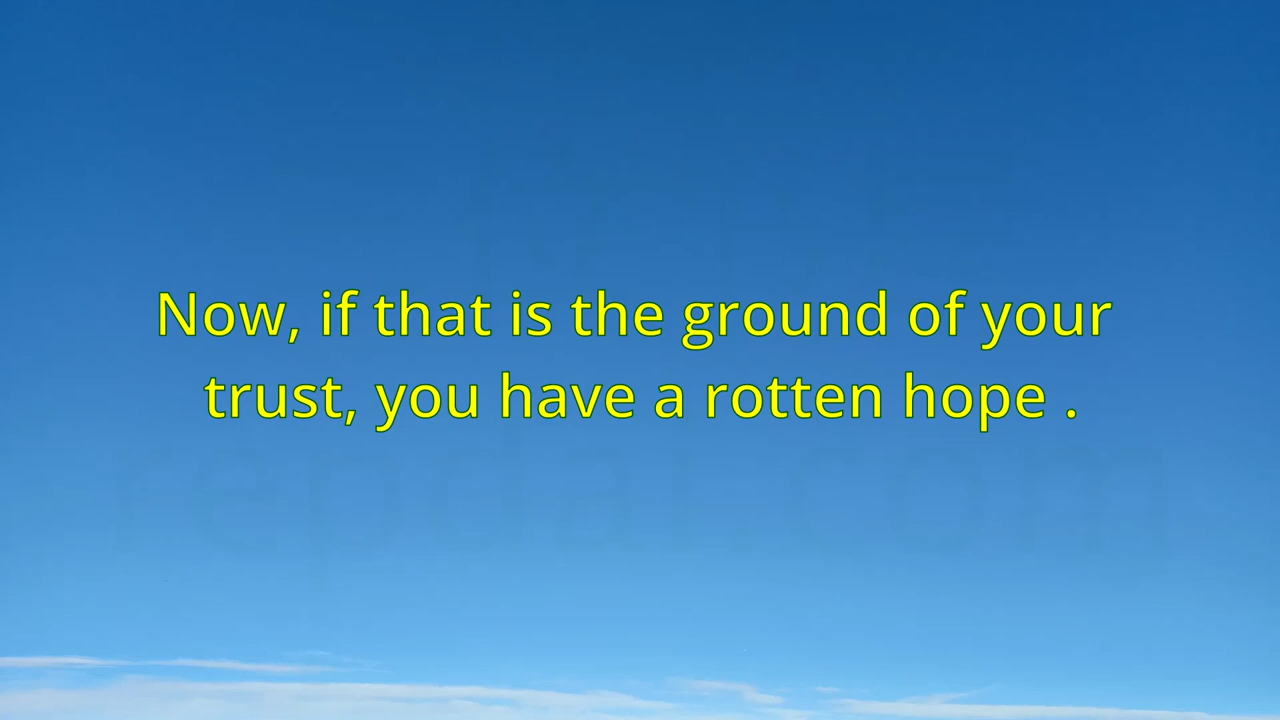 Now, if that is the ground of your
trust, you have a rotten hope .